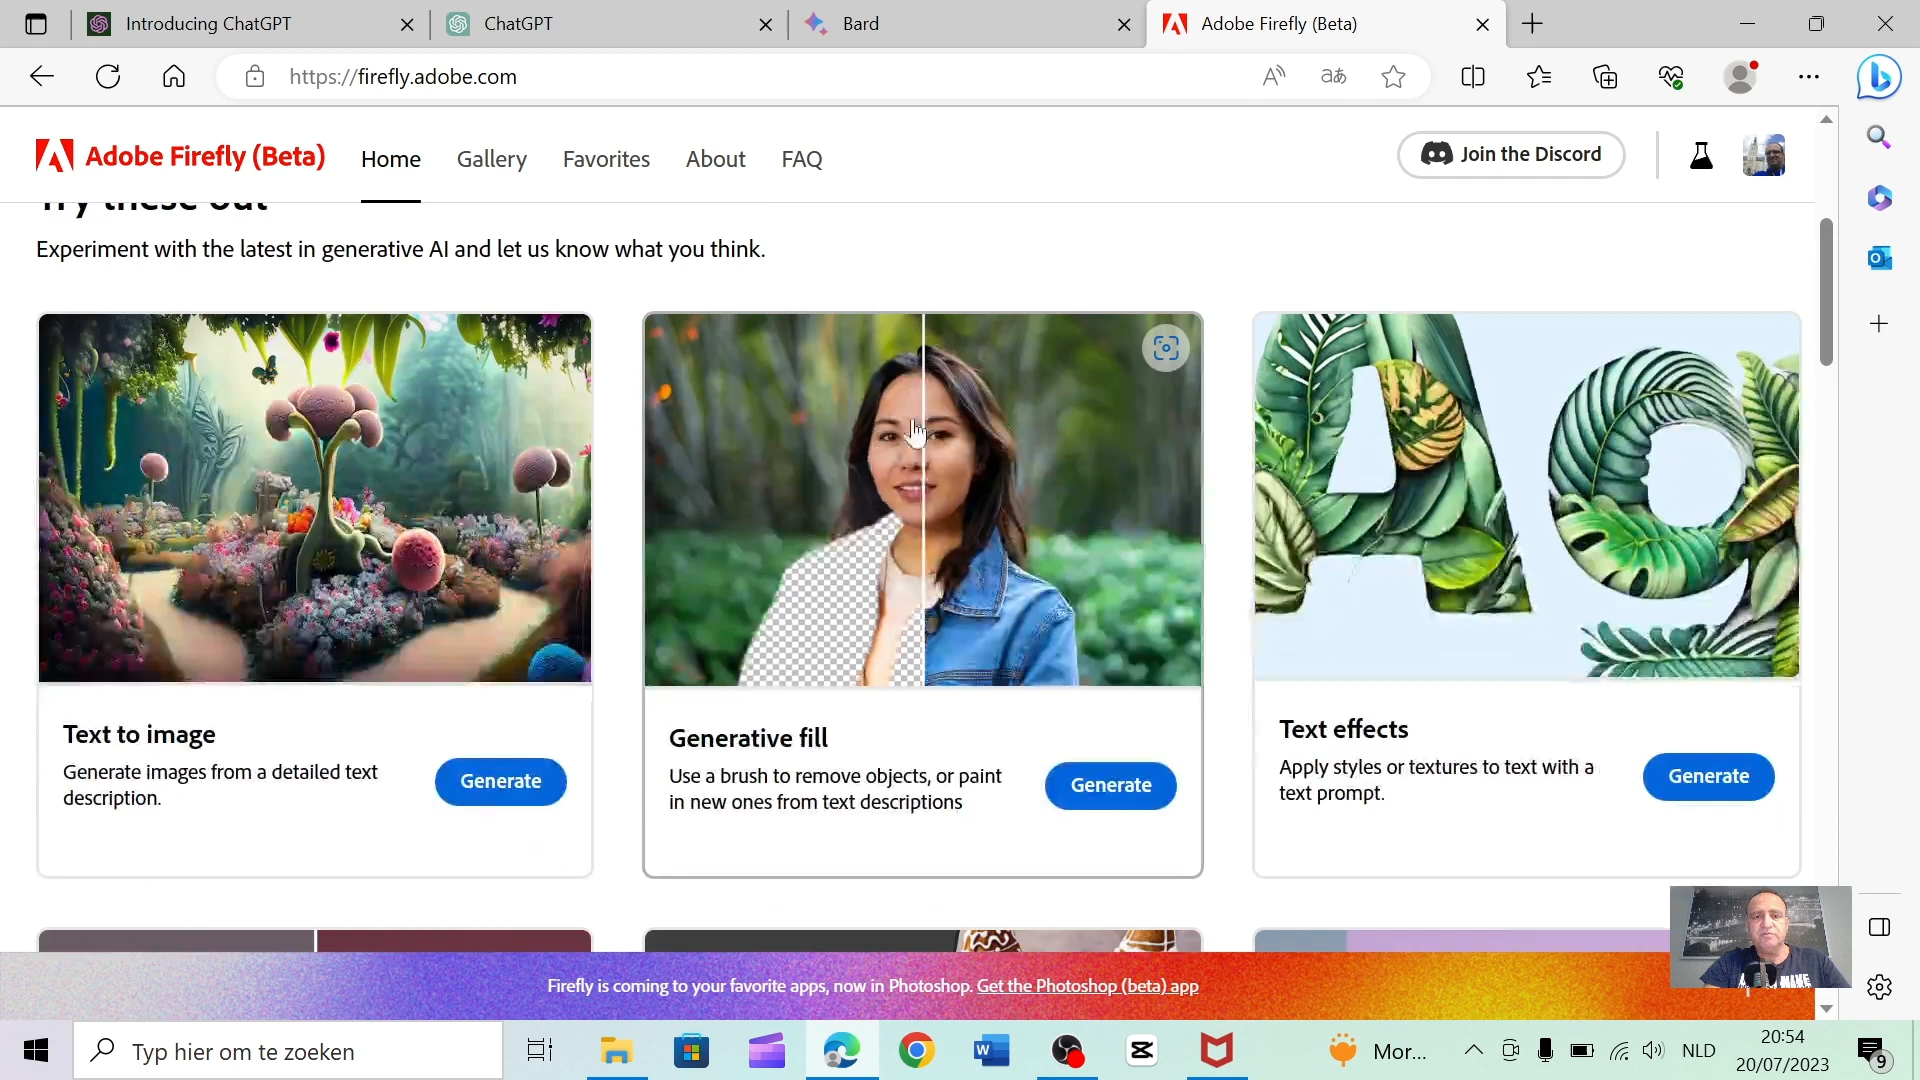 Introducing ChatGPT
ChatGPT
Bard
Adobe Firefly (Beta)
https://firefly.adobe.com
Adobe Firefly (Beta)
Home
Gallery
Favorites
About
FAQ
Join the Discord
Try these out
Experiment with the latest in generative AI and let us know what you think.
Text to image
Generate images from a detailed text
description.
Generate
Generative fill
Use a brush to remove objects, or paint
in new ones from text descriptions
Generate
Text effects
Apply styles or textures to text with a
text prompt.
Generate
Firefly is coming to your favorite apps, now in Photoshop. Get the Photoshop (beta) app
Typ hier om te zoeken
Mor...
NLD
20:54
20/07/2023
9